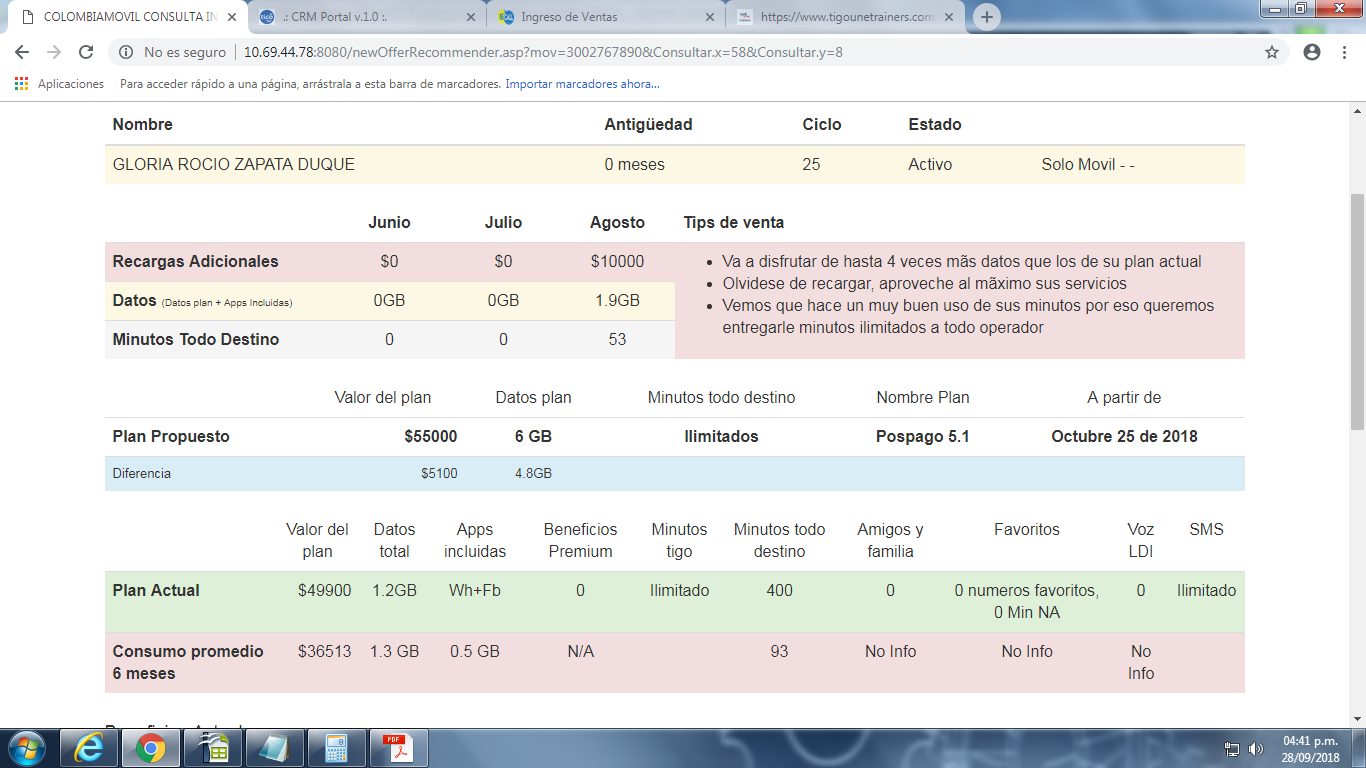 COLOMBIAMOVIL CONSULTA IN
.: CRM Portal v.1.0 :.
Ingreso de Ventas
https://www.tigounetrainers.com
No es seguro | 10.69.44.78:8080/newOfferRecommender.asp?mov=3002767890&Consultar.x=58&Consultar.y=8
Aplicaciones Para acceder rápido a una página, arrástrala a esta barra de marcadores. Importar marcadores ahora...
Nombre Antigüedad Ciclo Estado
GLORIA ROCIO ZAPATA DUQUE 0 meses 25 Activo Solo Movil - -
Junio Julio Agosto Tips de venta
Recargas Adicionales $0 $0 $10000
Datos (Datos plan + Apps Incluidas) 0GB 0GB 1.9GB
Minutos Todo Destino 0 0 53
• Va a disfrutar de hasta 4 veces mãs datos que los de su plan actual
• Olvidese de recargar, aproveche al mãximo sus servicios
• Vemos que hace un muy buen uso de sus minutos por eso queremos
entregarle minutos ilimitados a todo operador
Valor del plan Datos plan Minutos todo destino Nombre Plan A partir de
Plan Propuesto $55000 6 GB Ilimitados Pospago 5.1 Octubre 25 de 2018
Diferencia $5100 4.8GB
Valor del Datos Apps Beneficios Minutos Minutos todo Amigos y Favoritos Voz SMS
plan total incluidas Premium tigo destino familia LDI
Plan Actual $49900 1.2GB Wh+Fb 0 Ilimitado 400 0 0 numeros favoritos, 0 Ilimitado
0 Min NA
Consumo promedio $36513 1.3 GB 0.5 GB N/A 93 No Info No Info No
6 meses Info
04:41 p.m.
28/09/2018